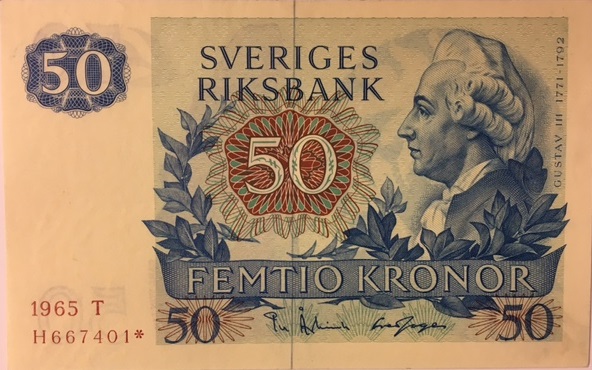 50
SVERIGES
RIKSBANK
50
GUSTAV III 1771-1792
FEMTIO KRONOR
1965 T
H667401*
50
50